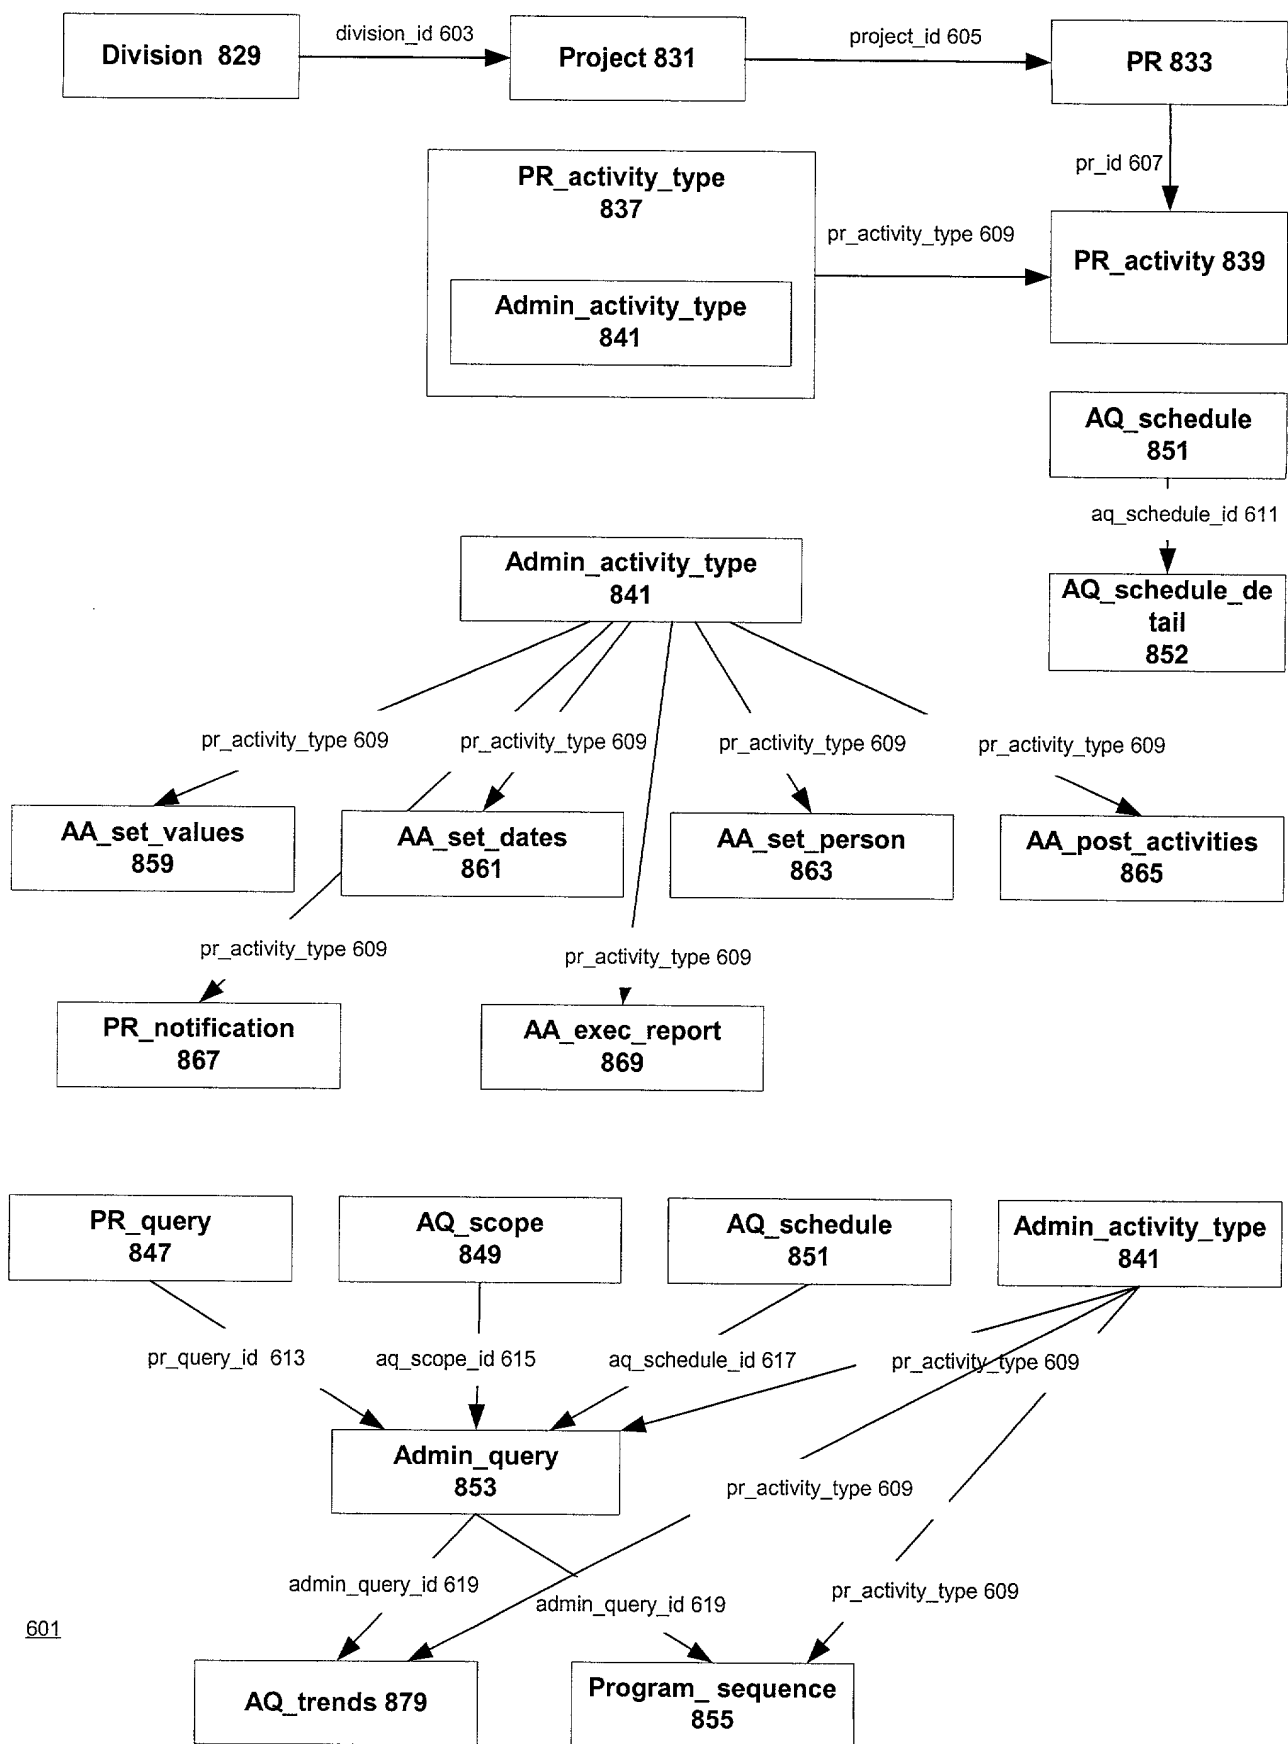 Division 829
division_id 603
Project 831
project_id 605
PR 833
pr_id 607
PR_activity_type
837
pr_activity_type 609
PR_activity 839
Admin_activity_type
841
AQ_schedule
851
aq_schedule_id 611
AQ_schedule_de
tail
852
Admin_activity_type
841
pr_activity_type 609
pr_activity_type 609
pr_activity_type 609
pr_activity_type 609
AA_set_values
859
AA_set_dates
861
AA_set_person
863
AA_post_activities
865
pr_activity_type 609
pr_activity_type 609
PR_notification
867
AA_exec_report
869
PR_query
847
AQ_scope
849
AQ_schedule
851
Admin_activity_type
841
pr_query_id 613
aq_scope_id 615
aq_schedule_id 617
pr_activity_type 609
Admin_query
853
pr_activity_type 609
admin_query_id 619
admin_query_id 619
pr_activity_type 609
601
AQ_trends 879
Program_ sequence
855